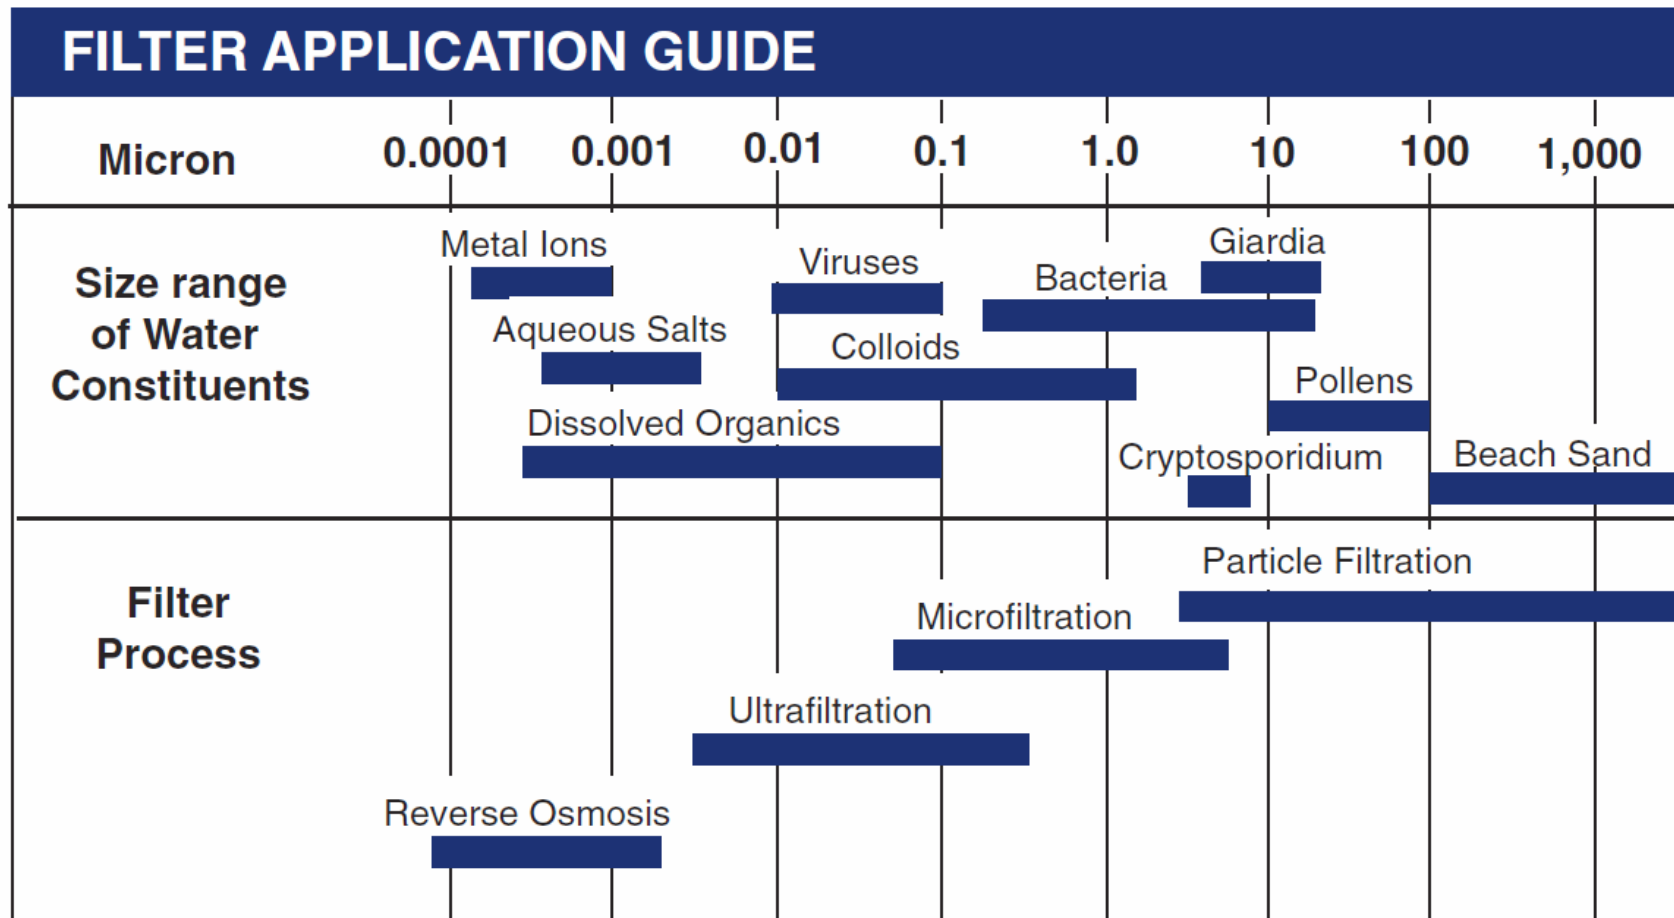 FILTER APPLICATION GUIDE
Micron 0.0001 0.001 0.01 0.1 1.0 10 100 1,000
Size range
of Water
Constituents
Metal Ions
Viruses
Giardia
Bacteria
Aqueous Salts
Colloids
Pollens
Dissolved Organics
Cryptosporidium
Beach Sand
Filter
Process
Particle Filtration
Microfiltration
Ultrafiltration
Reverse Osmosis